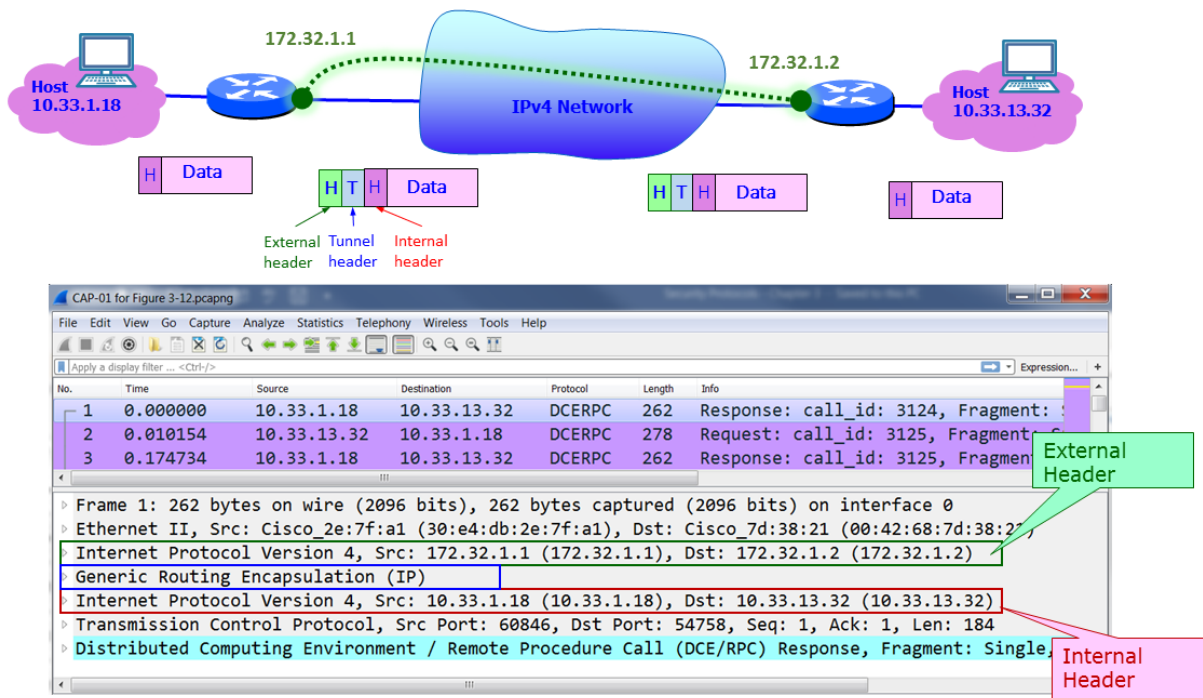 172.32.1.1
172.32.1.2
Host
10.33.1.18
IPv4 Network
Host
10.33.13.32
H Data
H T H Data
H T H Data
H Data
External header
Tunnel header
Internal header
CAP-01 for Figure 3-12.pcapng
File Edit View Go Capture Analyze Statistics Telephony Wireless Tools Help
Apply a display filter ... <Ctrl-/>
Expression... +
No. Time Source Destination Protocol Length Info
1 0.000000 10.33.1.18 10.33.13.32 DCERPC 262 Response: call_id: 3124, Fragment:
2 0.010154 10.33.13.32 10.33.1.18 DCERPC 278 Request: call_id: 3125, Fragment:
3 0.174734 10.33.1.18 10.33.13.32 DCERPC 262 Response: call_id: 3125, Fragment
External Header
Frame 1: 262 bytes on wire (2096 bits), 262 bytes captured (2096 bits) on interface 0
Ethernet II, Src: Cisco_2e:7f:a1 (30:e4:db:2e:7f:a1), Dst: Cisco_7d:38:21 (00:42:68:7d:38:21)
Internet Protocol Version 4, Src: 172.32.1.1 (172.32.1.1), Dst: 172.32.1.2 (172.32.1.2)
Generic Routing Encapsulation (IP)
Internet Protocol Version 4, Src: 10.33.1.18 (10.33.1.18), Dst: 10.33.13.32 (10.33.13.32)
Transmission Control Protocol, Src Port: 60846, Dst Port: 54758, Seq: 1, Ack: 1, Len: 184
Distributed Computing Environment / Remote Procedure Call (DCE/RPC) Response, Fragment: Single,
Internal Header